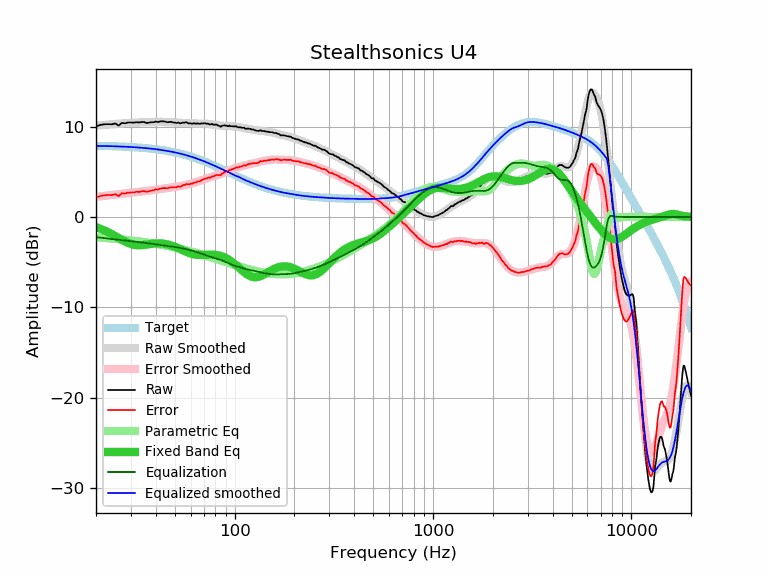 Stealthsonics U4
Amplitude (dBr)
10
0
−10
−20
−30
Target
Raw Smoothed
Error Smoothed
Raw
Error
Parametric Eq
Fixed Band Eq
Equalization
Equalized smoothed
100 1000 10000
Frequency (Hz)